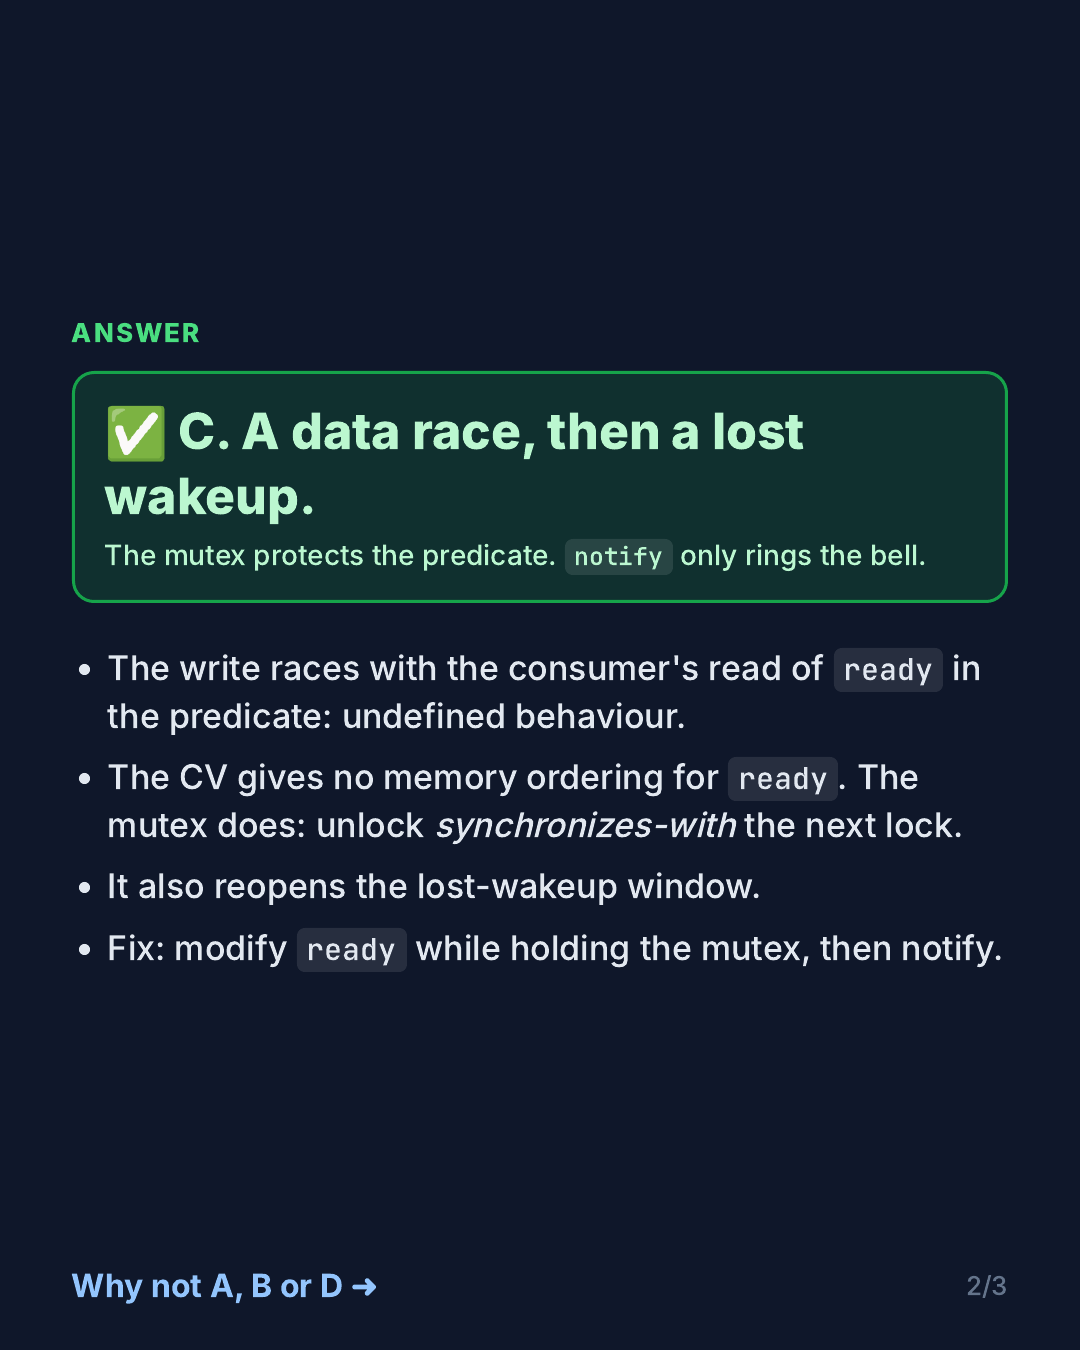 ANSWER
✅ C. A data race, then a lost
wakeup.
The mutex protects the predicate. notify only rings the bell.
• The write races with the consumer's read of ready in
the predicate: undefined behaviour.
• The CV gives no memory ordering for ready. The
mutex does: unlock synchronizes-with the next lock.
• It also reopens the lost-wakeup window.
• Fix: modify ready while holding the mutex, then notify.
Why not A, B or D ➜
2/3